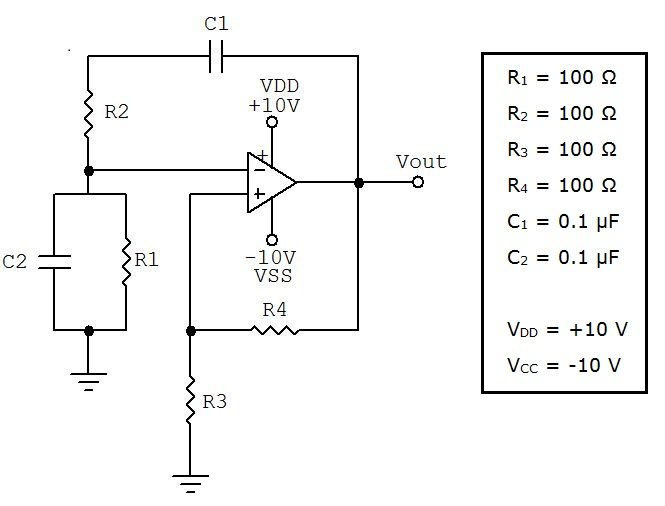 C1
VDD
+10V
R2
Vout
+
−
+
C2
R1
-10V
VSS
R4
R3
R1 = 100 Ω
R2 = 100 Ω
R3 = 100 Ω
R4 = 100 Ω
C1 = 0.1 µF
C2 = 0.1 µF
VDD = +10 V
VCC = -10 V